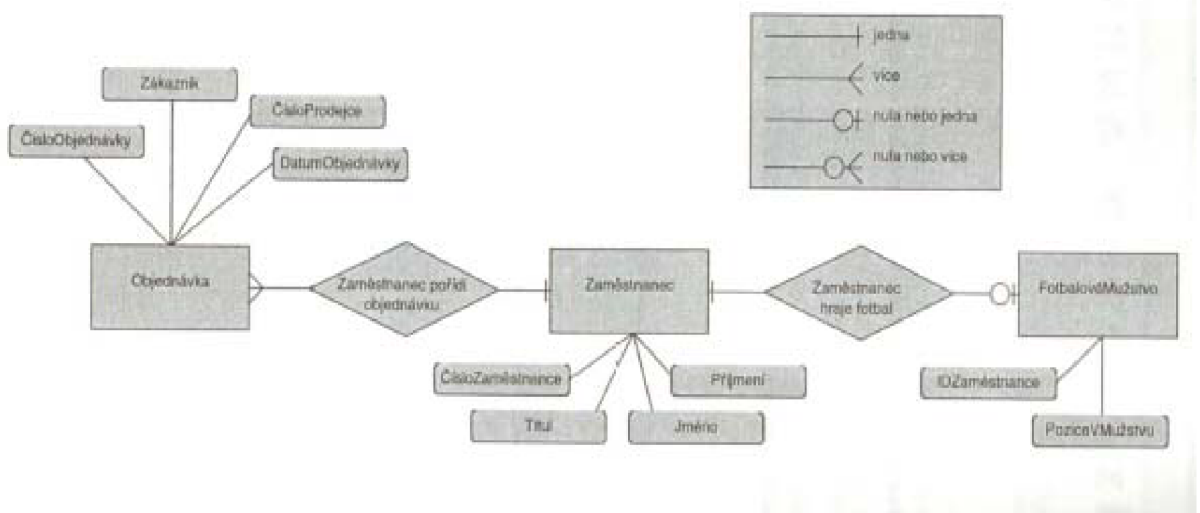 jedna
více
nula nebo jedna
nula nebo více
Zákazník
ČísloProdejce
ČísloObjednávky
DatumObjednávky
Objednávka
Zaměstnanec pořídí
objednávku
Zaměstnanec
Zaměstnanec
hraje fotbal
FotbalovéMužstvo
ČísloZaměstnance
Příjmení
Titul
Jméno
IDZaměstnance
PoziceVMužstvu